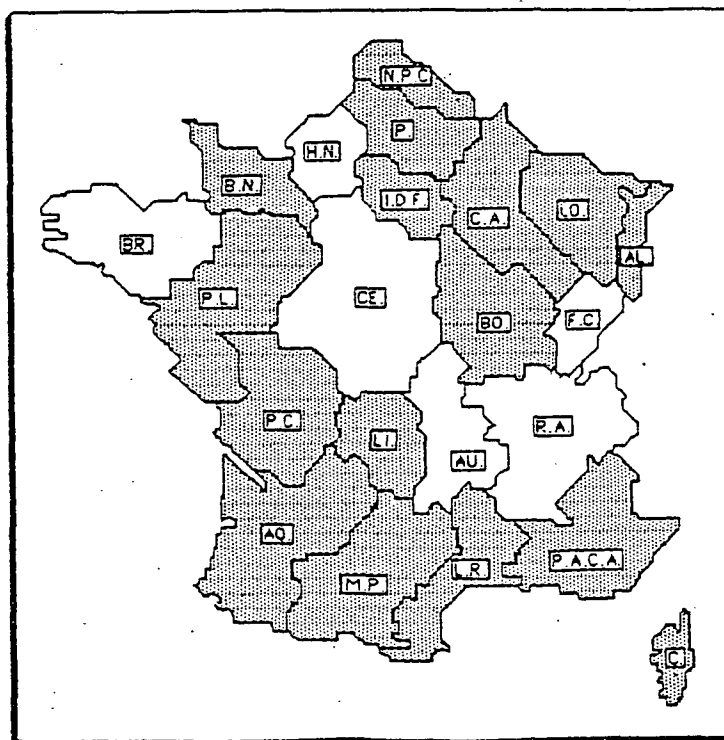 N.P.C
P.
H.N.
B.N.
I.D.F.
C.A.
LO.
BR.
AL.
P.L.
CE.
BO.
F.C
P.C.
LI.
R.A.
AU.
AQ.
M.P.
L.R
P.A.C.A.
C.